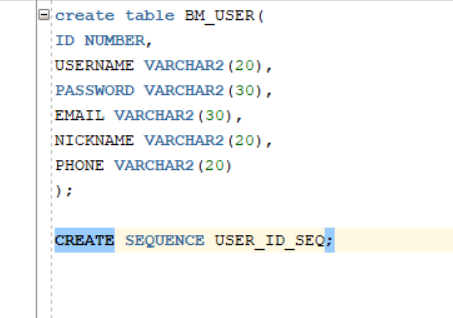 create table BM_USER(
ID NUMBER,
USERNAME VARCHAR2(20),
PASSWORD VARCHAR2(30),
EMAIL VARCHAR2(30),
NICKNAME VARCHAR2(20),
PHONE VARCHAR2(20)
);
CREATE SEQUENCE USER_ID_SEQ;